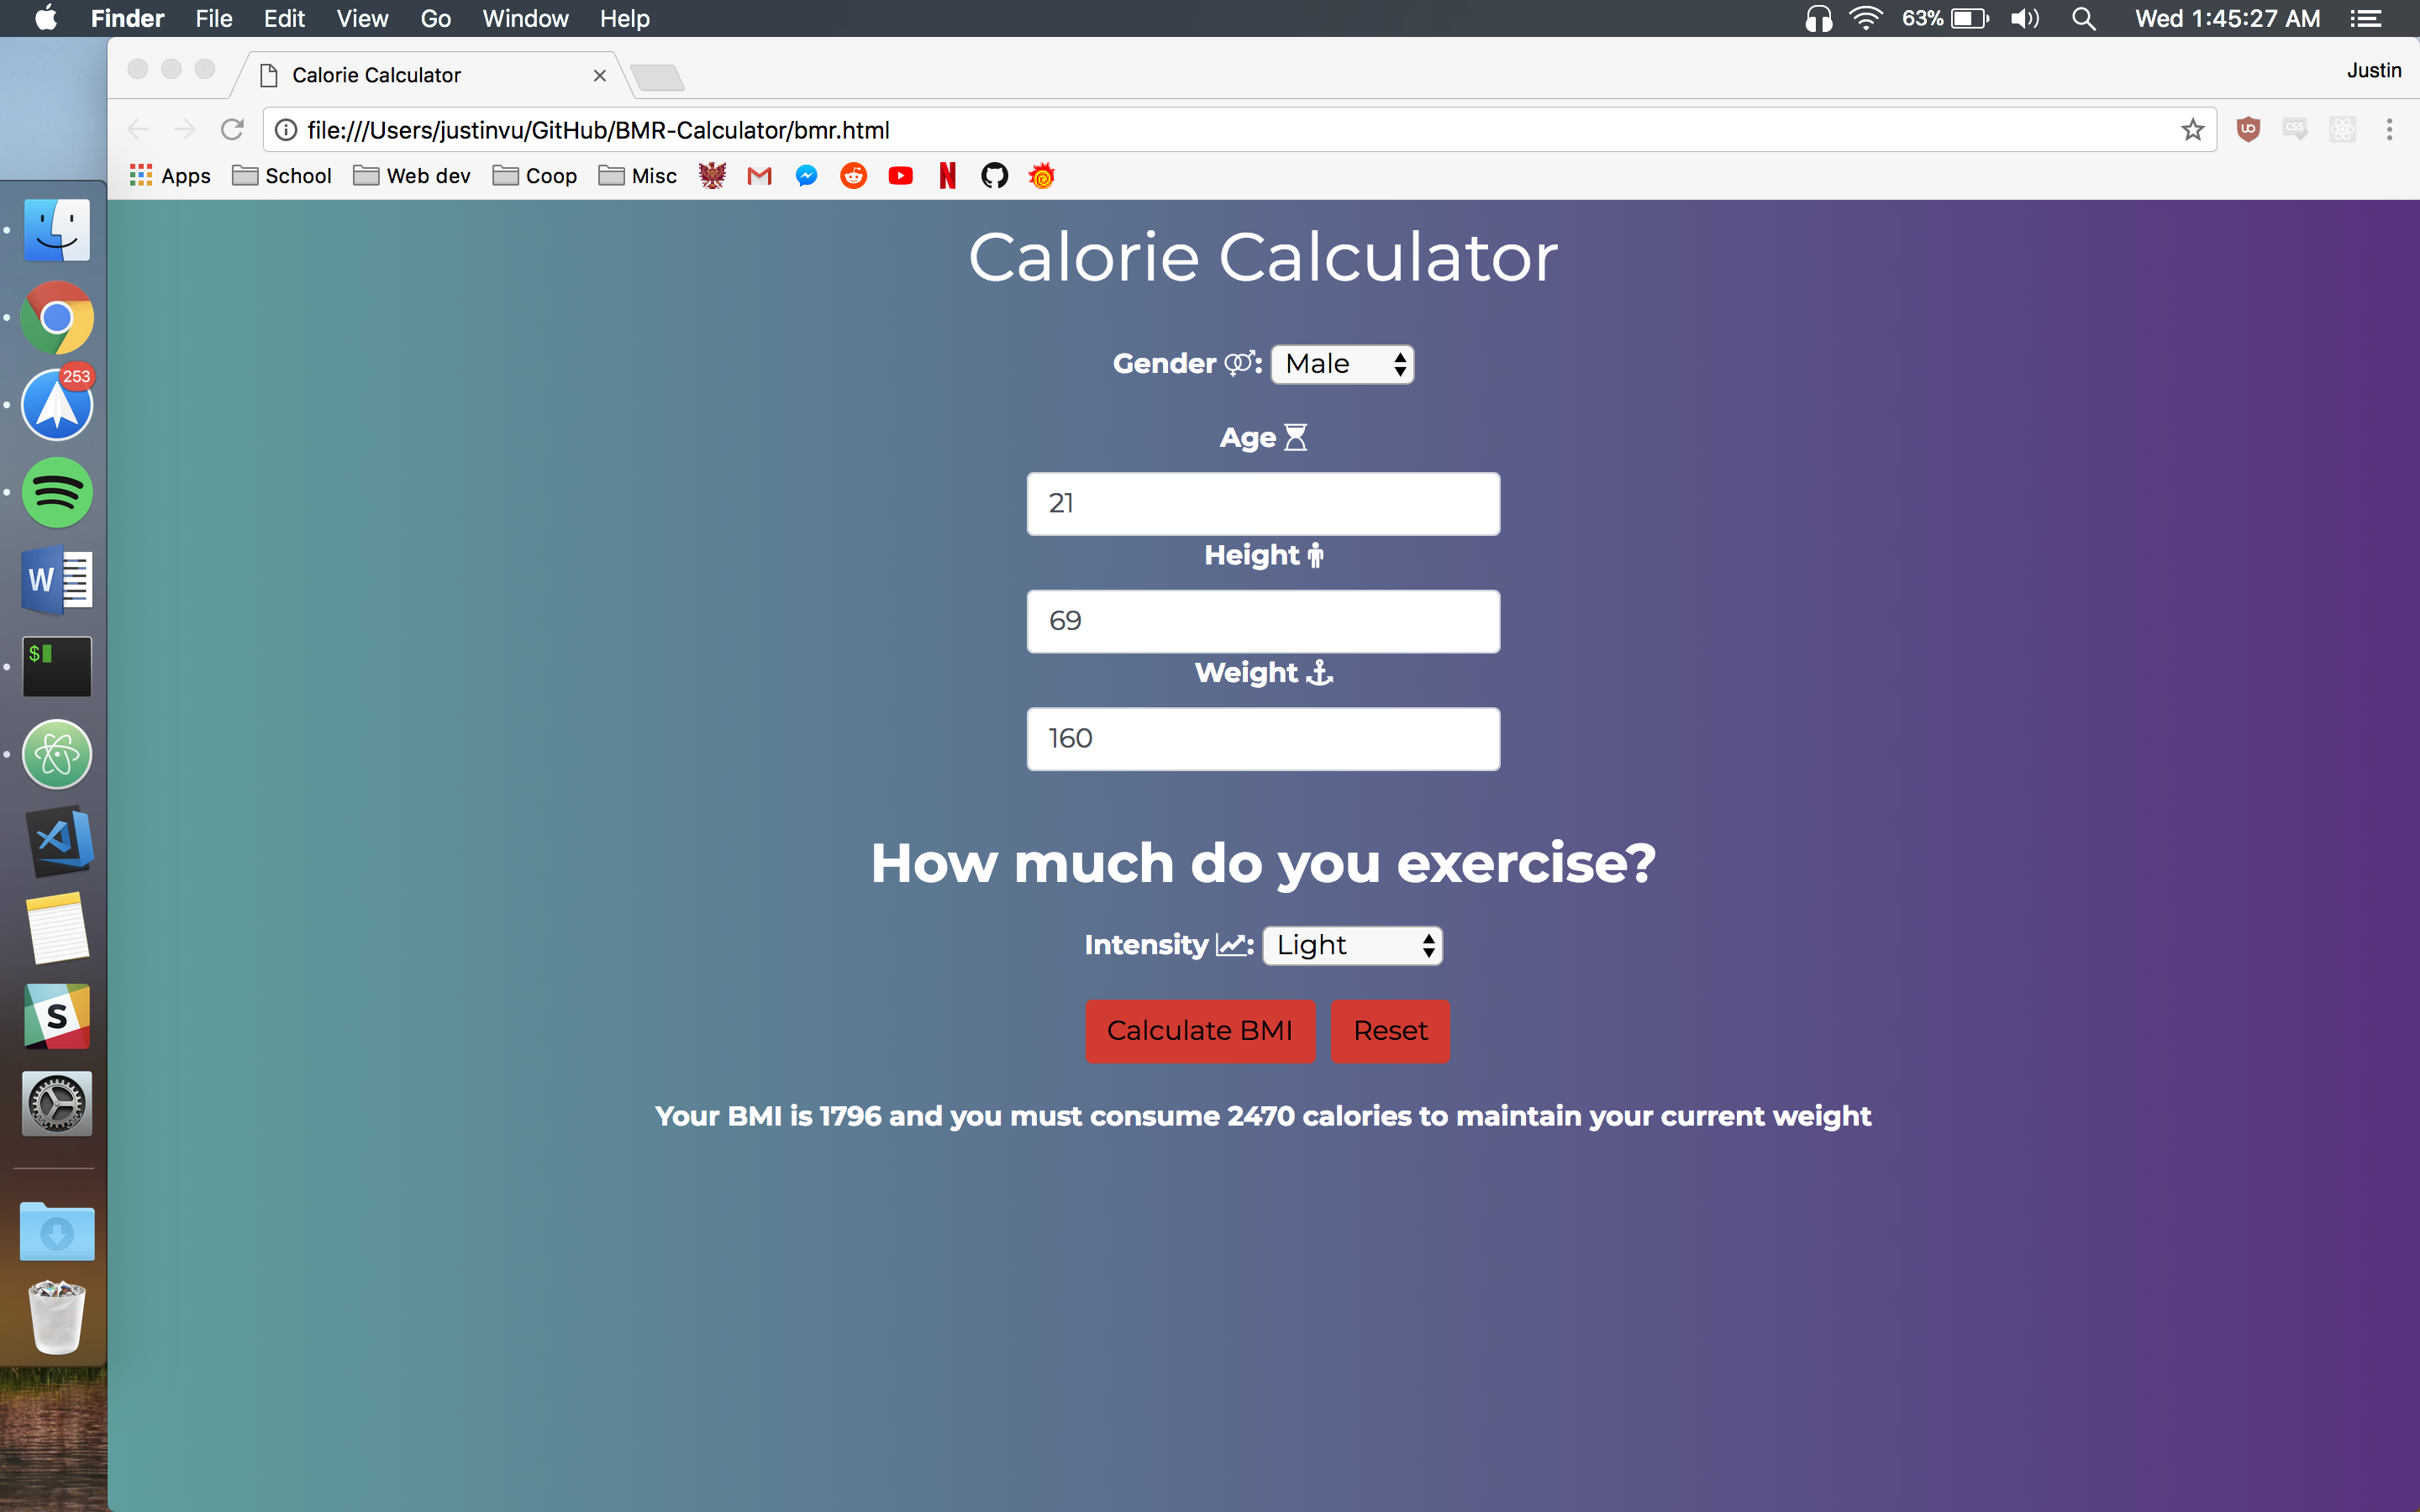 Finder File Edit View Go Window Help 63% Wed 1:45:27 AM
Calorie Calculator Justin
file:///Users/justinvu/GitHub/BMR-Calculator/bmr.html
Apps School Web dev Coop Misc
Calorie Calculator
Gender : Male
Age
21
Height
69
Weight
160
How much do you exercise?
Intensity : Light
Calculate BMI Reset
Your BMI is 1796 and you must consume 2470 calories to maintain your current weight
253
W
$
S
CSS